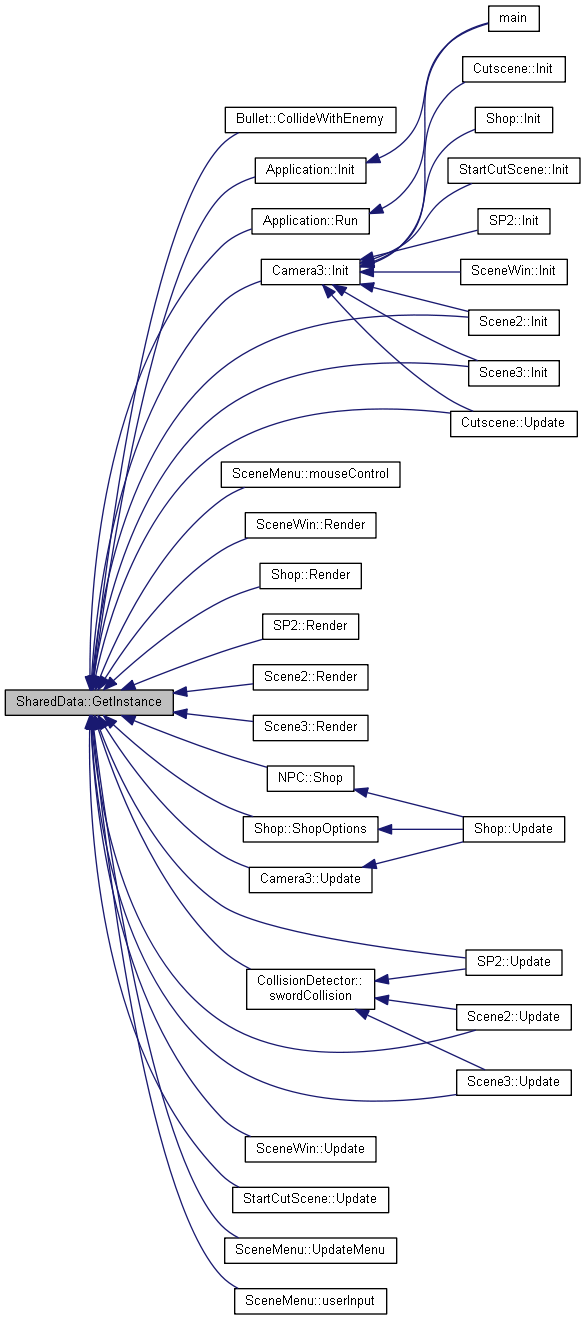 main
Cutscene::Init
Bullet::CollideWithEnemy
Shop::Init
Application::Init
StartCutScene::Init
Application::Run
SP2::Init
Camera3::Init
SceneWin::Init
Scene2::Init
Scene3::Init
Cutscene::Update
SceneMenu::mouseControl
SceneWin::Render
Shop::Render
SP2::Render
Scene2::Render
SharedData::GetInstance
Scene3::Render
NPC::Shop
Shop::ShopOptions
Shop::Update
Camera3::Update
SP2::Update
CollisionDetector::
swordCollision
Scene2::Update
Scene3::Update
SceneWin::Update
StartCutScene::Update
SceneMenu::UpdateMenu
SceneMenu::userInput